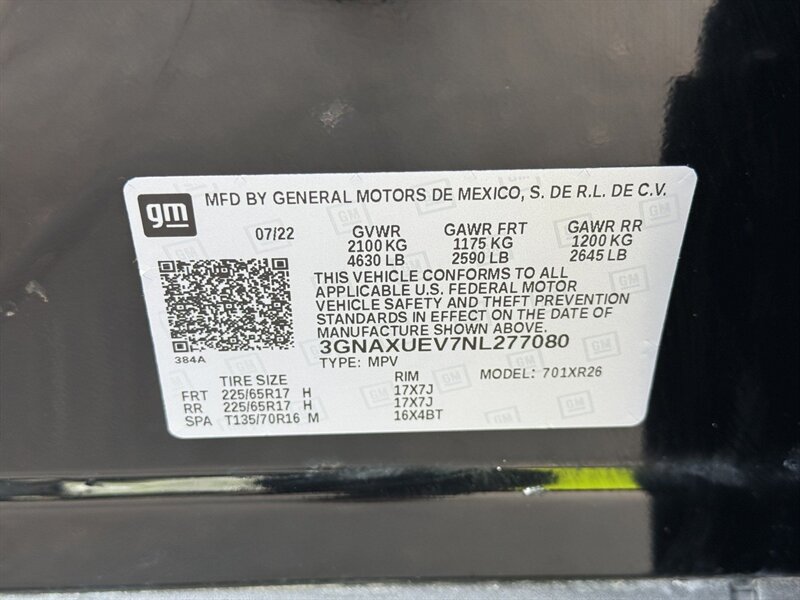 gm MFD BY GENERAL MOTORS DE MEXICO, S. DE R.L. DE C.V.
07/22 GVWR GAWR FRT GAWR RR
2100 KG 1175 KG 1200 KG
4630 LB 2590 LB 2645 LB
THIS VEHICLE CONFORMS TO ALL
APPLICABLE U.S. FEDERAL MOTOR
VEHICLE SAFETY AND THEFT PREVENTION
STANDARDS IN EFFECT ON THE DATE OF
MANUFACTURE SHOWN ABOVE.
384A
3GNAXUEV7NL277080
TYPE: MPV
TIRE SIZE RIM MODEL: 701XR26
FRT 225/65R17 H 17X7J
RR 225/65R17 H 17X7J
SPA T135/70R16 M 16X4BT